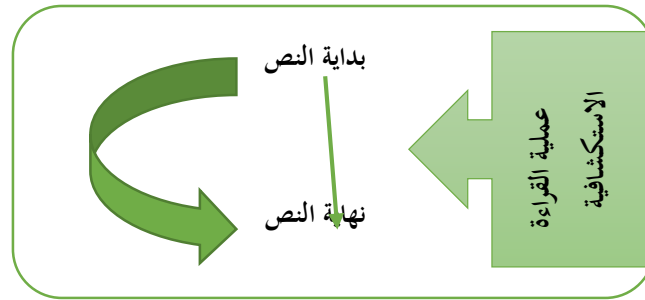 بداية النص
نهاية النص
عملية القراءة
الاستكشافية